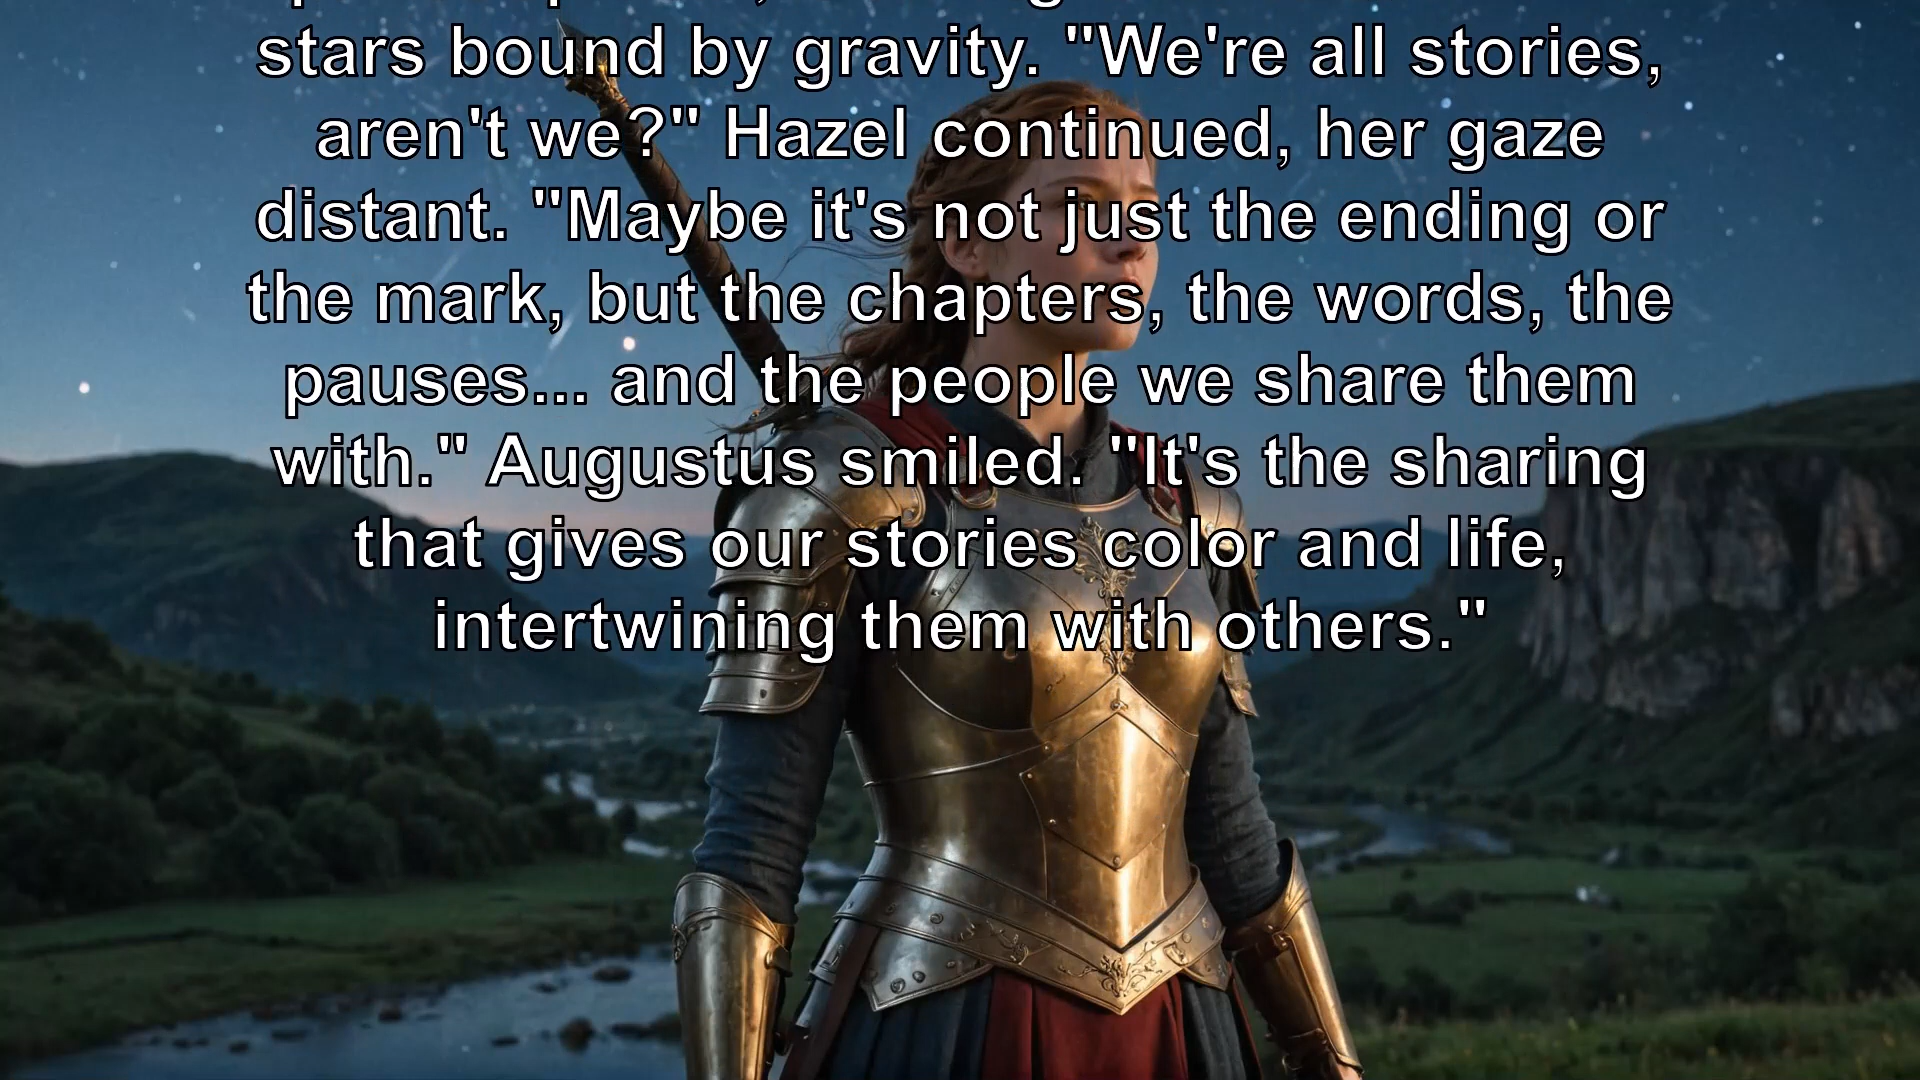 stars bound by gravity. "We're all stories,
aren't we?" Hazel continued, her gaze
distant. "Maybe it's not just the ending or
the mark, but the chapters, the words, the
pauses... and the people we share them
with." Augustus smiled. "It's the sharing
that gives our stories color and life,
intertwining them with others."